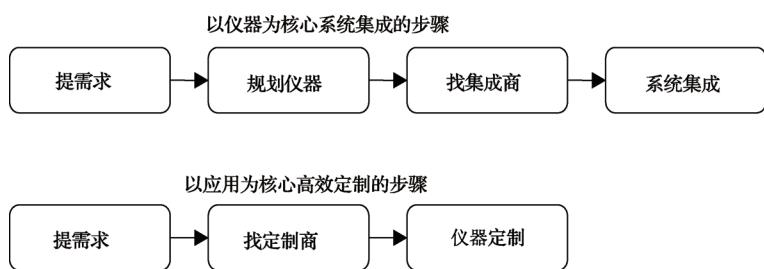 以仪器为核心系统集成的步骤
提需求 规划仪器 找集成商 系统集成
以应用为核心高效定制的步骤
提需求 找定制商 仪器定制